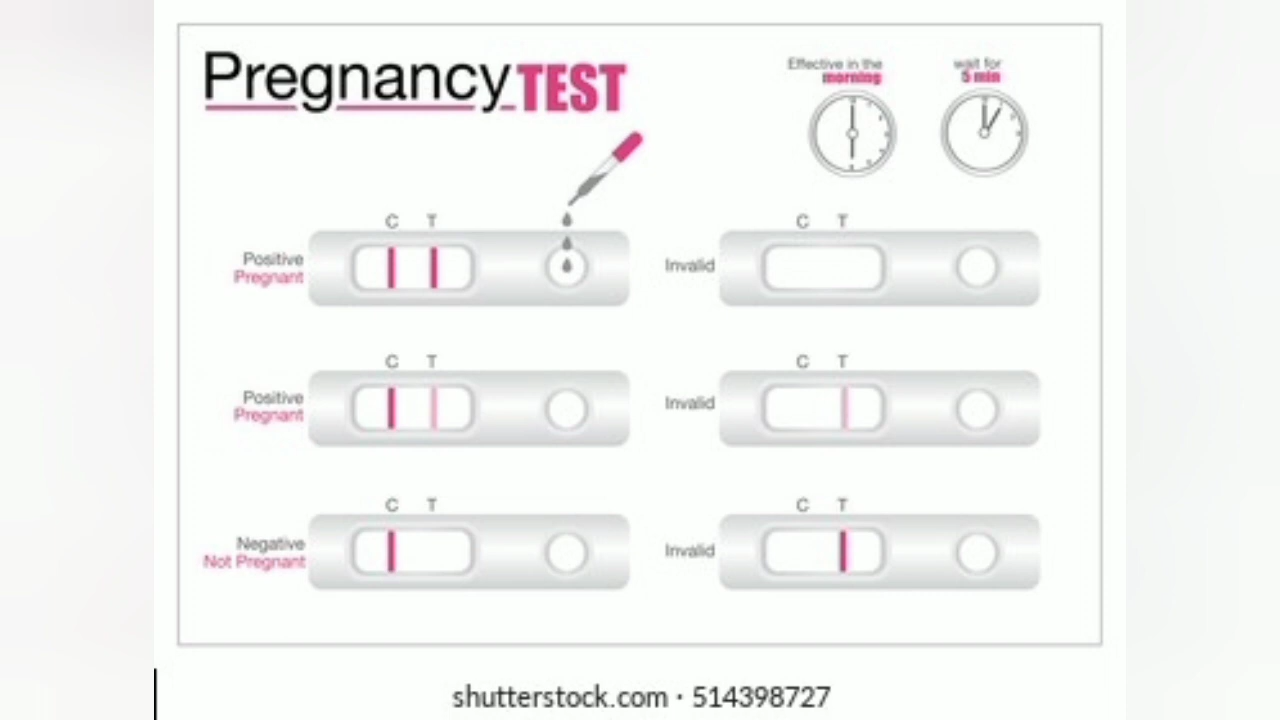 Pregnancy TEST
Effective in the
morning
wait for
5 min
C T
Positive
Pregnant
C T
Invalid
C T
Positive
Pregnant
C T
Invalid
C T
Negative
Not Pregnant
C T
Invalid
shutterstock.com · 514398727